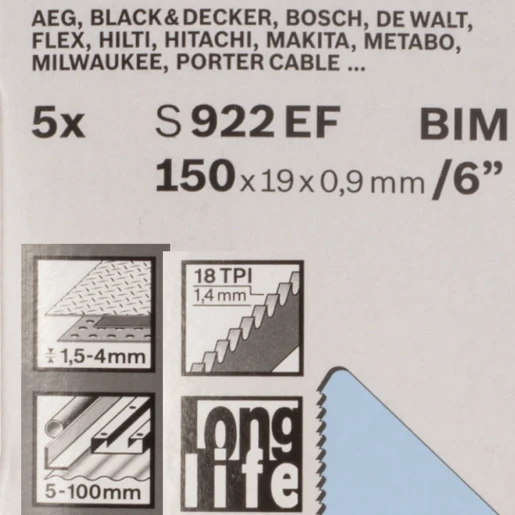 AEG, BLACK&DECKER, BOSCH, DE WALT,
FLEX, HILTI, HITACHI, MAKITA, METABO,
MILWAUKEE, PORTER CABLE ...
5x S 922 EF BIM
150 x 19 x 0,9 mm /6”
1,5-4mm
18 TPI
1,4 mm
5-100mm
long
life